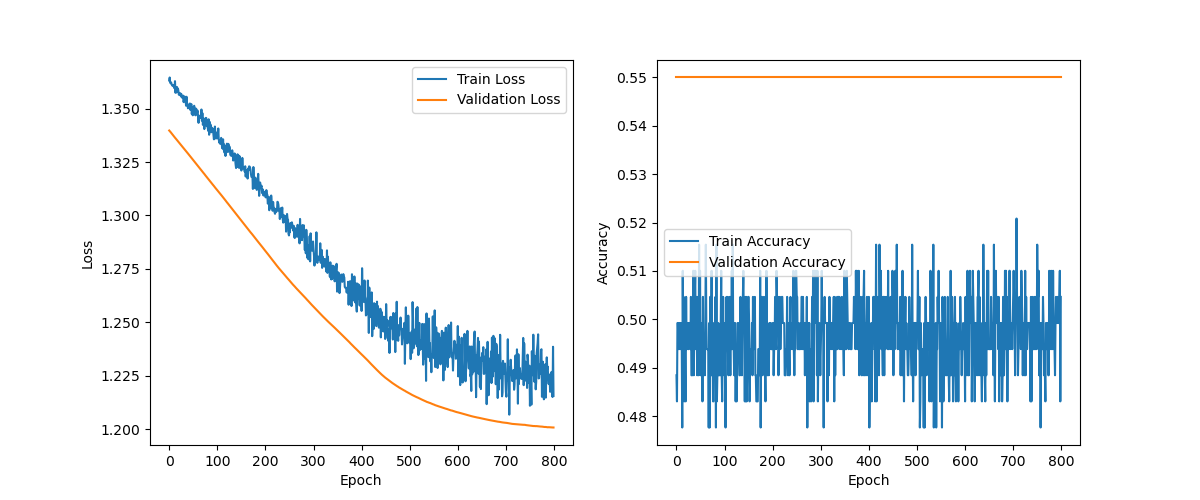 Train Loss
Validation Loss
1.350
1.325
1.300
1.275
1.250
1.225
1.200
Loss
0 100 200 300 400 500 600 700 800
Epoch
0.55
0.54
0.53
0.52
0.51
0.50
0.49
0.48
Accuracy
Train Accuracy
Validation Accuracy
0 100 200 300 400 500 600 700 800
Epoch